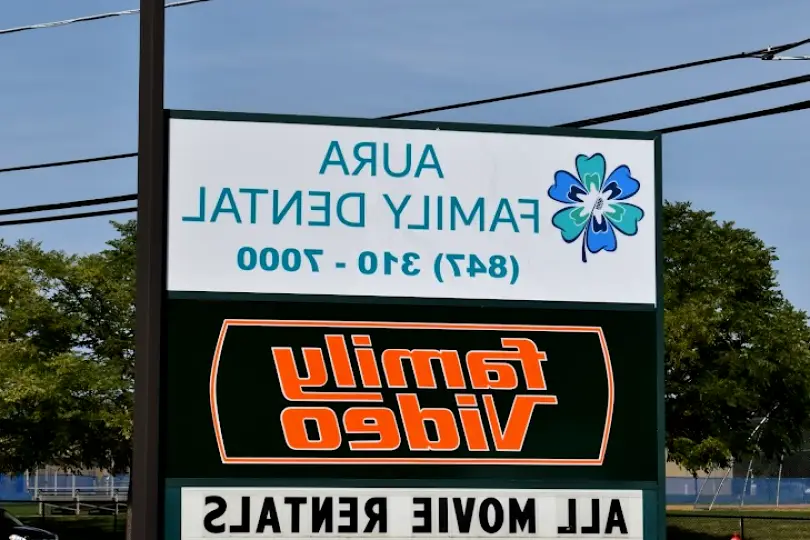 AURA
FAMILY DENTAL
(847) 310 - 7000
family
Video
ALL MOVIE RENTALS